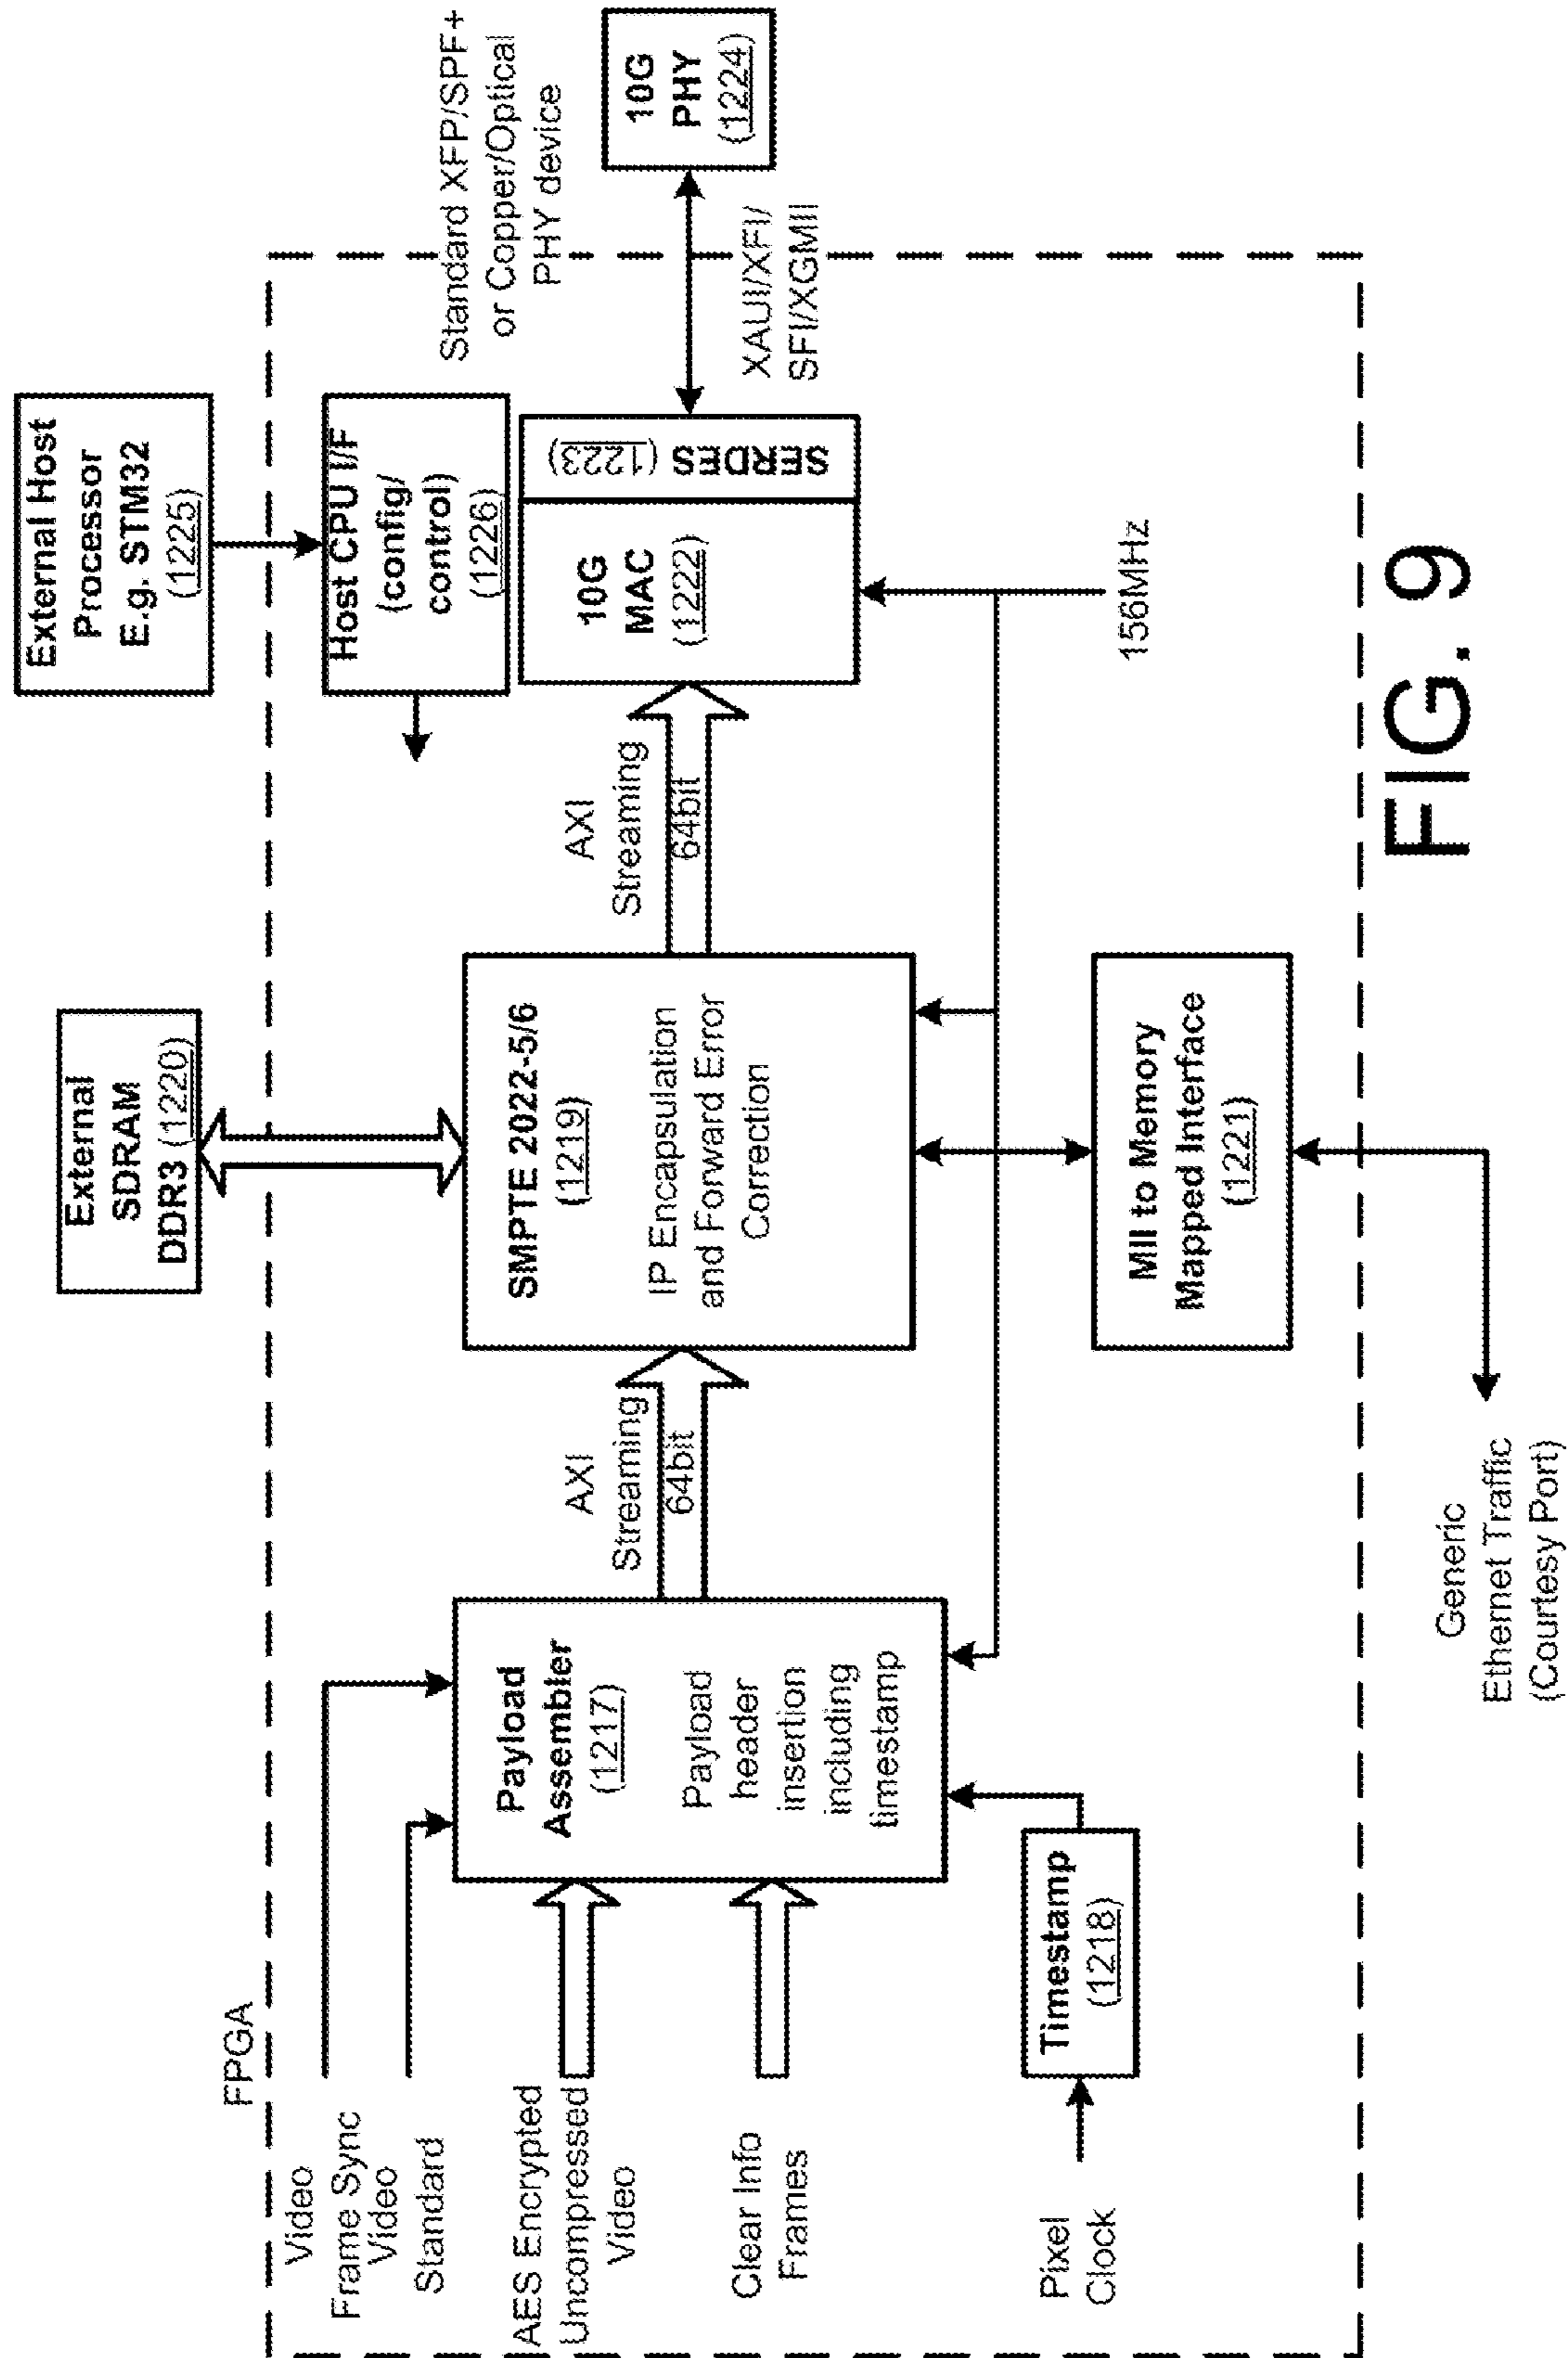 FPGA
Video
Frame Sync
Video
Standard
AES Encrypted
Uncompressed
Video
Clear Info
Frames
Pixel
Clock
Timestamp
(1218)
Payload
Assembler
(1217)
Payload
header
insertion
including
timestamp
AXI
Streaming
64bit
External
SDRAM
DDR3 (1220)
SMPTE 2022-5/6
(1219)
IP Encapsulation
and Forward Error
Correction
MII to Memory
Mapped Interface
(1221)
Generic
Ethernet Traffic
(Courtesy Port)
AXI
Streaming
64bit
External Host
Processor
E.g. STM32
(1225)
Host CPU I/F
(config/
control)
(1226)
10G
MAC
(1222)
SERDES (1223)
156MHz
Standard XFP/SPF+
or Copper/Optical
PHY device
XAUI/XFI/
SFI/XGMII
10G
PHY
(1224)
FIG. 9